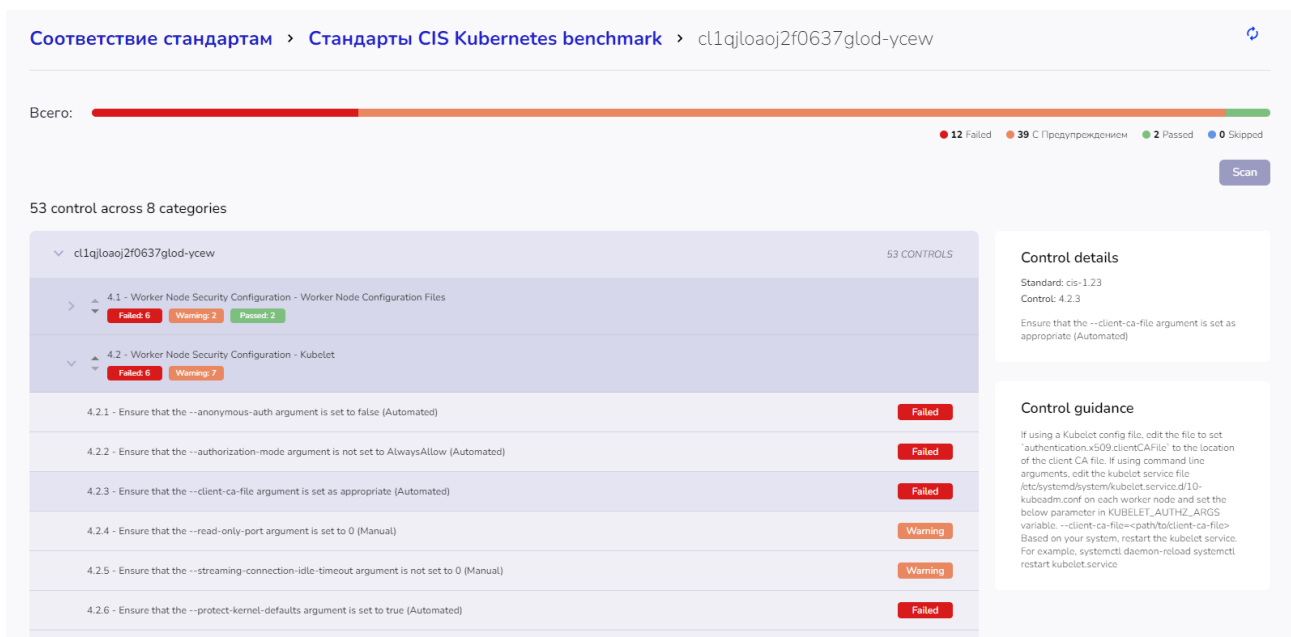 Соответствие стандартам > Стандарты CIS Kubernetes benchmark > cl1qjloaoj2f0637glod-ycew
Всего:
12 Failed 39 С Предупреждением 2 Passed 0 Skipped
Scan
53 control across 8 categories
cl1qjloaoj2f0637glod-ycew 53 CONTROLS
4.1 - Worker Node Security Configuration - Worker Node Configuration Files
Failed: 6 Warning: 2 Passed: 2
4.2 - Worker Node Security Configuration - Kubelet
Failed: 6 Warning: 7
4.2.1 - Ensure that the --anonymous-auth argument is set to false (Automated) Failed
4.2.2 - Ensure that the --authorization-mode argument is not set to AlwaysAllow (Automated) Failed
4.2.3 - Ensure that the --client-ca-file argument is set as appropriate (Automated) Failed
4.2.4 - Ensure that the --read-only-port argument is set to 0 (Manual) Warning
4.2.5 - Ensure that the --streaming-connection-idle-timeout argument is not set to 0 (Manual) Warning
4.2.6 - Ensure that the --protect-kernel-defaults argument is set to true (Automated) Failed
Control details
Standard: cis-1.23
Control: 4.2.3
Ensure that the --client-ca-file argument is set as
appropriate (Automated)
Control guidance
If using a Kubelet config file, edit the file to set
`authentication.x509.clientCAFile` to the location
of the client CA file. If using command line
arguments, edit the kubelet service file
/etc/systemd/system/kubelet.service.d/10-
kubeadm.conf on each worker node and set the
below parameter in KUBELET_AUTHZ_ARGS
variable. --client-ca-file=<path/to/client-ca-file>
Based on your system, restart the kubelet service.
For example, systemctl daemon-reload systemctl
restart kubelet.service